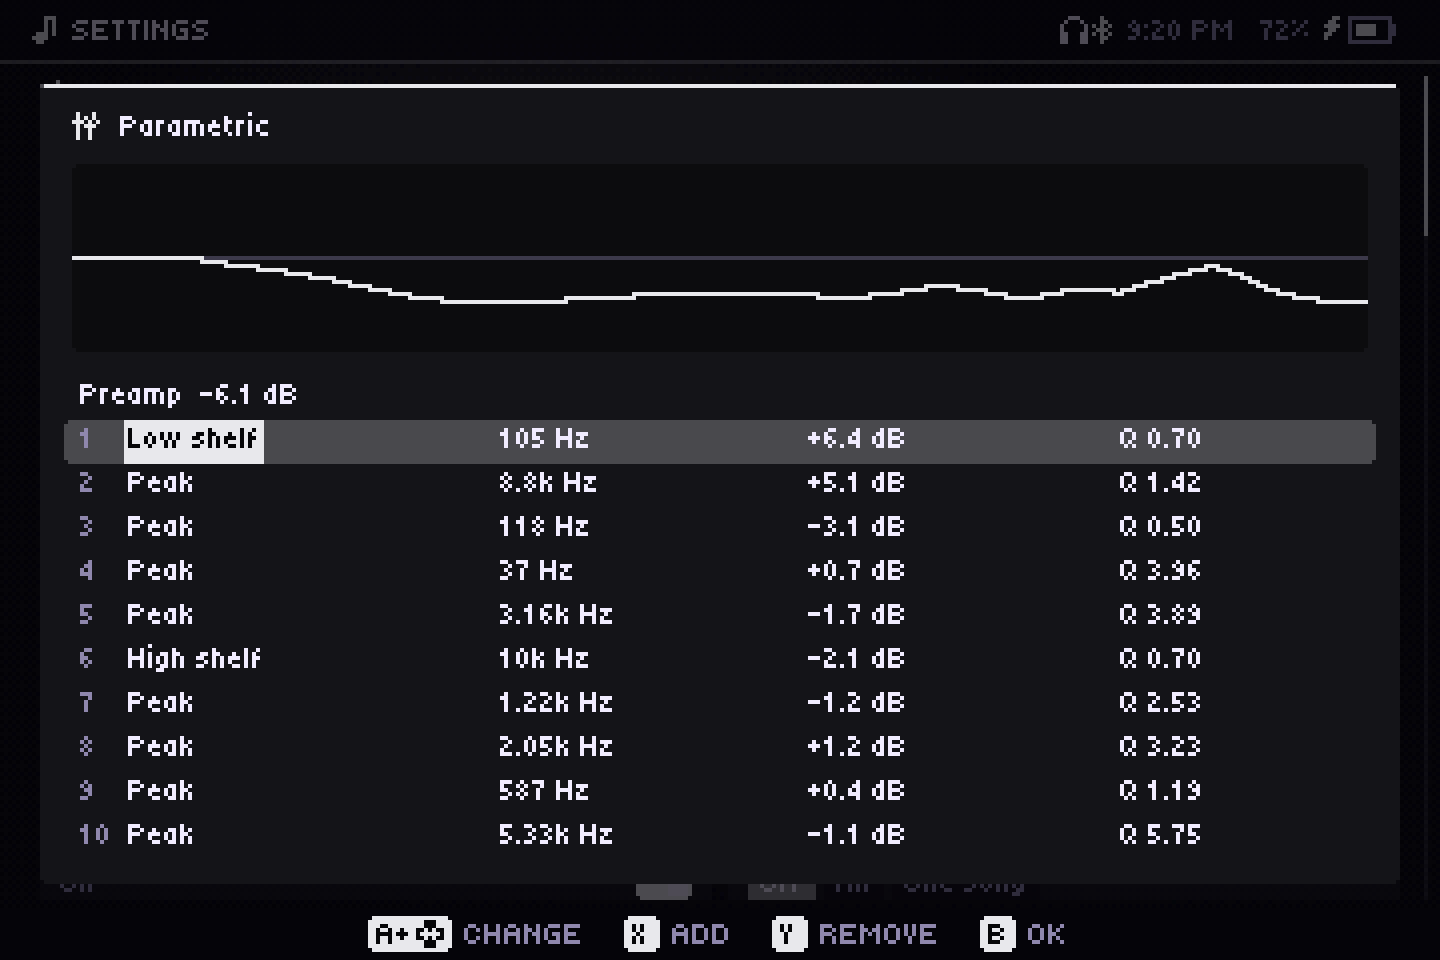 SETTINGS 9:20 PM 72%
Parametric
Preamp -6.1 dB
1 Low shelf 105 Hz +6.4 dB Q 0.70
2 Peak 8.8k Hz +5.1 dB Q 1.42
3 Peak 118 Hz -3.1 dB Q 0.50
4 Peak 37 Hz +0.7 dB Q 3.96
5 Peak 3.16k Hz -1.7 dB Q 3.89
6 High shelf 10k Hz -2.1 dB Q 0.70
7 Peak 1.22k Hz -1.2 dB Q 2.53
8 Peak 2.05k Hz +1.2 dB Q 3.23
9 Peak 587 Hz +0.4 dB Q 1.19
10 Peak 5.33k Hz -1.1 dB Q 5.75
A+ CHANGE X ADD Y REMOVE B OK